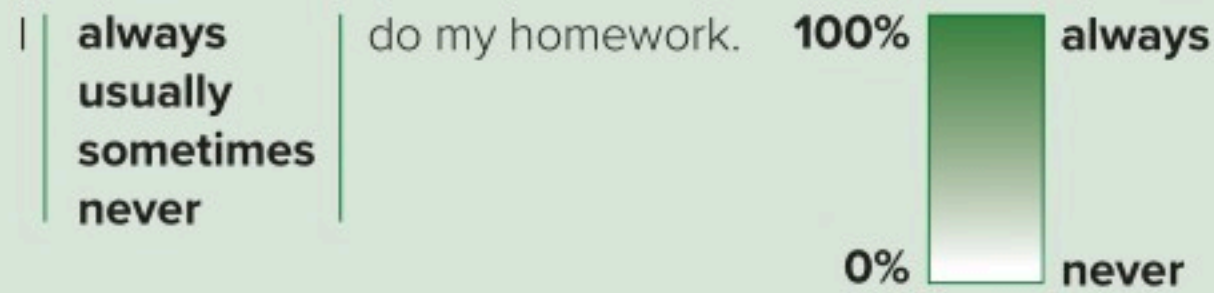 I always do my homework. 100% always
usually
sometimes
never
0% never